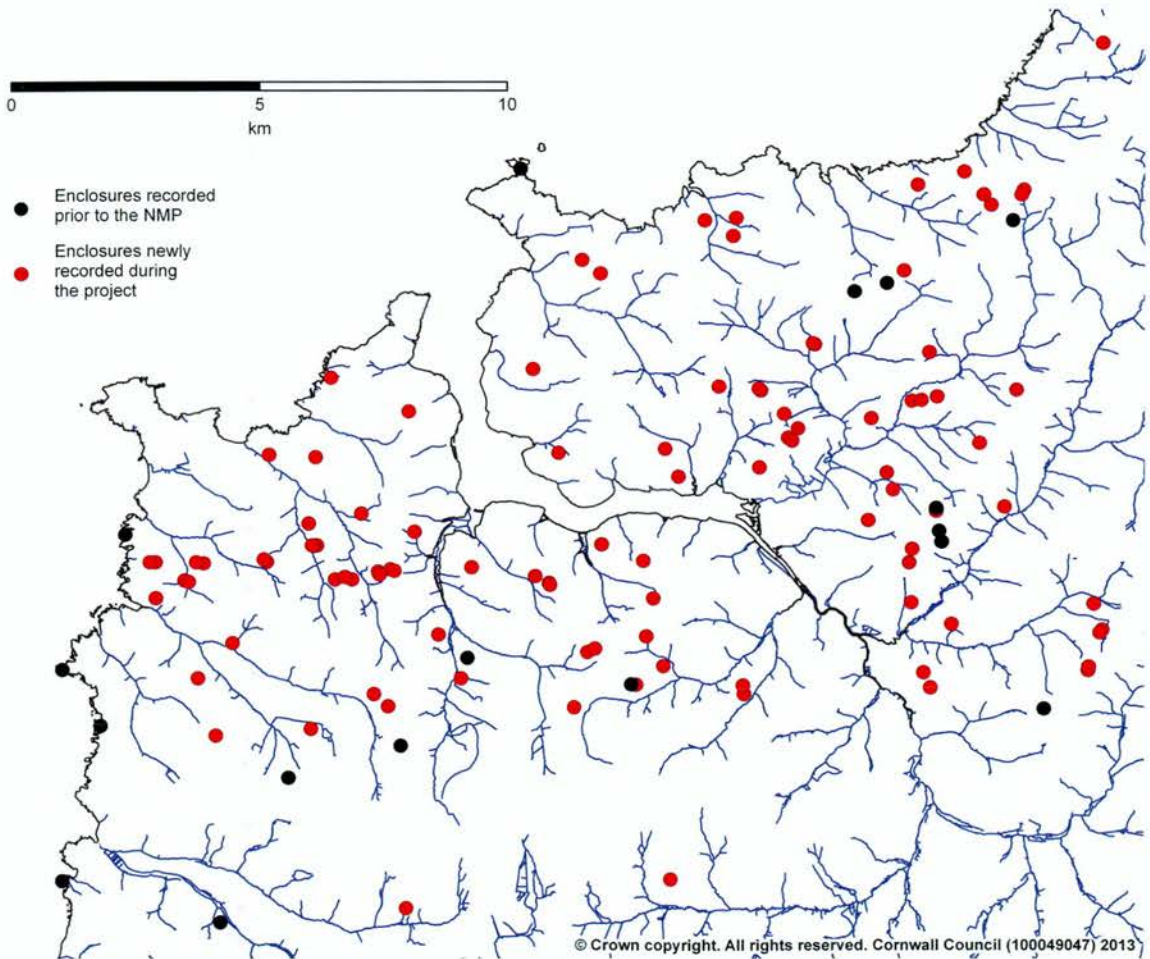 0
5
10
km
Enclosures recorded
prior to the NMP
Enclosures newly
recorded during
the project
© Crown copyright. All rights reserved. Cornwall Council (100049047) 2013